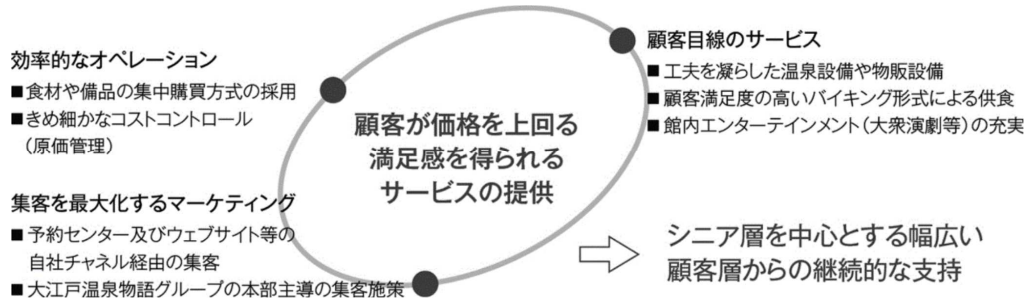 効率的なオペレーション
■食材や備品の集中購買方式の採用
■きめ細かなコストコントロール
(原価管理)
集客を最大化するマーケティング
■ 予約センター及びウェブサイト等の
自社チャネル経由の集客
■ 大江戸温泉物語グループの本部主導の集客施策
顧客が価格を上回る
満足感を得られる
サービスの提供
顧客目線のサービス
■ 工夫を凝らした温泉設備や物販設備
■ 顧客満足度の高いバイキング形式による供食
■ 館内エンターテインメント(大衆演劇等)の充実
シニア層を中心とする幅広い
顧客層からの継続的な支持